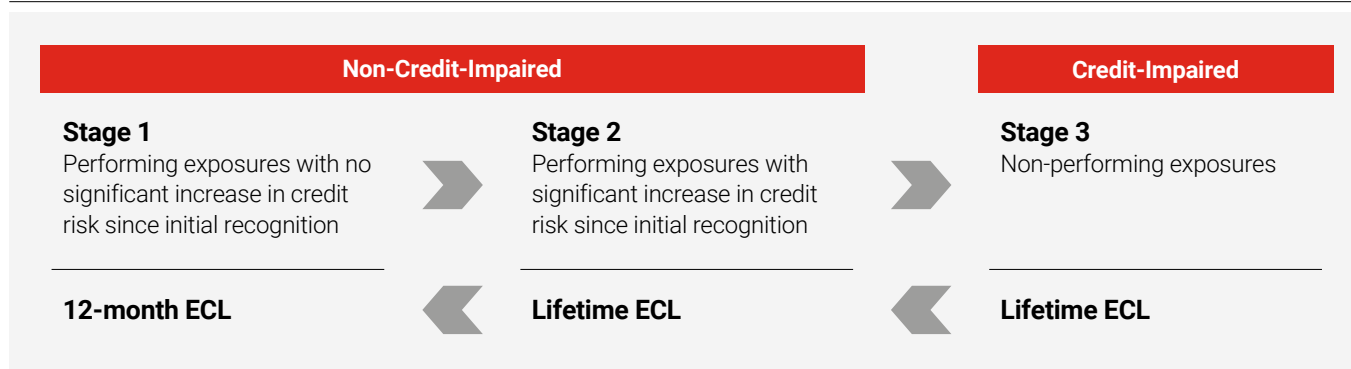 Non-Credit-Impaired
Credit-Impaired
Stage 1
Performing exposures with no
significant increase in credit
risk since initial recognition
12-month ECL
Stage 2
Performing exposures with
significant increase in credit
risk since initial recognition
Lifetime ECL
Stage 3
Non-performing exposures
Lifetime ECL